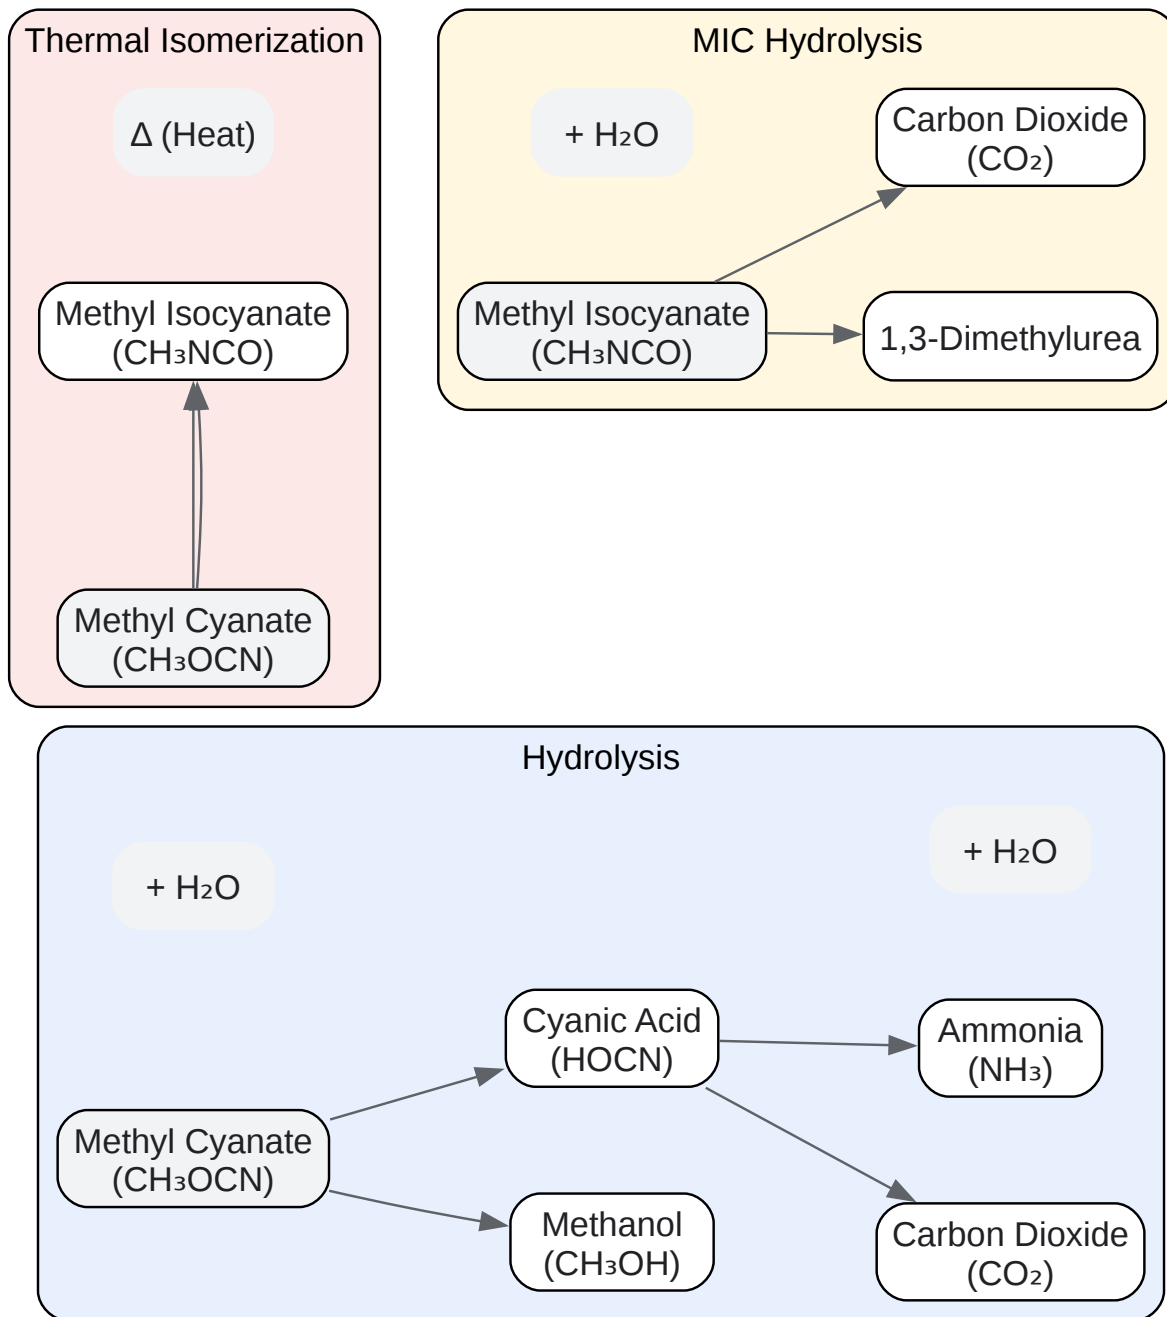 Thermal Isomerization
Δ (Heat)
Methyl Isocyanate
(CH₃NCO)
Methyl Cyanate
(CH₃OCN)
MIC Hydrolysis
+ H₂O
Carbon Dioxide
(CO₂)
Methyl Isocyanate
(CH₃NCO)
1,3-Dimethylurea
Hydrolysis
+ H₂O
+ H₂O
Cyanic Acid
(HOCN)
Ammonia
(NH₃)
Methyl Cyanate
(CH₃OCN)
Methanol
(CH₃OH)
Carbon Dioxide
(CO₂)